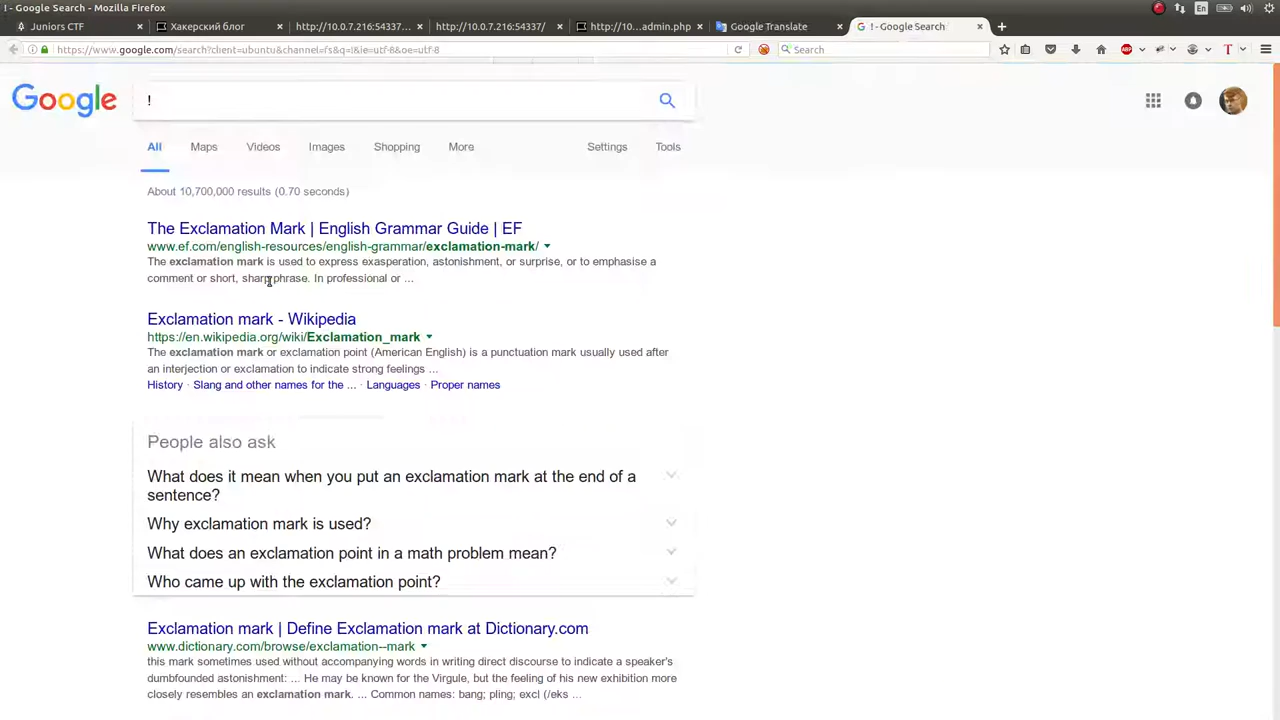 ! - Google Search - Mozilla Firefox
En
Juniors CTF
Хакерский блог
http://10.0.7.216:54337...
http://10.0.7.216:54337/
http://10....admin.php
Google Translate
! - Google Search
https://www.google.com/search?client=ubuntu&channel=fs&q=!&ie=utf-8&oe=utf-8
Search
ABP
Google
!
All Maps Videos Images Shopping More Settings Tools
About 10,700,000 results (0.70 seconds)
The Exclamation Mark | English Grammar Guide | EF
www.ef.com/english-resources/english-grammar/exclamation-mark/
The exclamation mark is used to express exasperation, astonishment, or surprise, or to emphasise a
comment or short, sharp phrase. In professional or ...
Exclamation mark - Wikipedia
https://en.wikipedia.org/wiki/Exclamation_mark
The exclamation mark or exclamation point (American English) is a punctuation mark usually used after
an interjection or exclamation to indicate strong feelings ...
History · Slang and other names for the ... · Languages · Proper names
People also ask
What does it mean when you put an exclamation mark at the end of a
sentence?
Why exclamation mark is used?
What does an exclamation point in a math problem mean?
Who came up with the exclamation point?
Exclamation mark | Define Exclamation mark at Dictionary.com
www.dictionary.com/browse/exclamation--mark
this mark sometimes used without accompanying words in writing direct discourse to indicate a speaker's
dumbfounded astonishment: ... He may be known for the Virgule, but the feeling of his new exhibition more
closely resembles an exclamation mark. ... Common names: bang; pling; excl (/eks ...